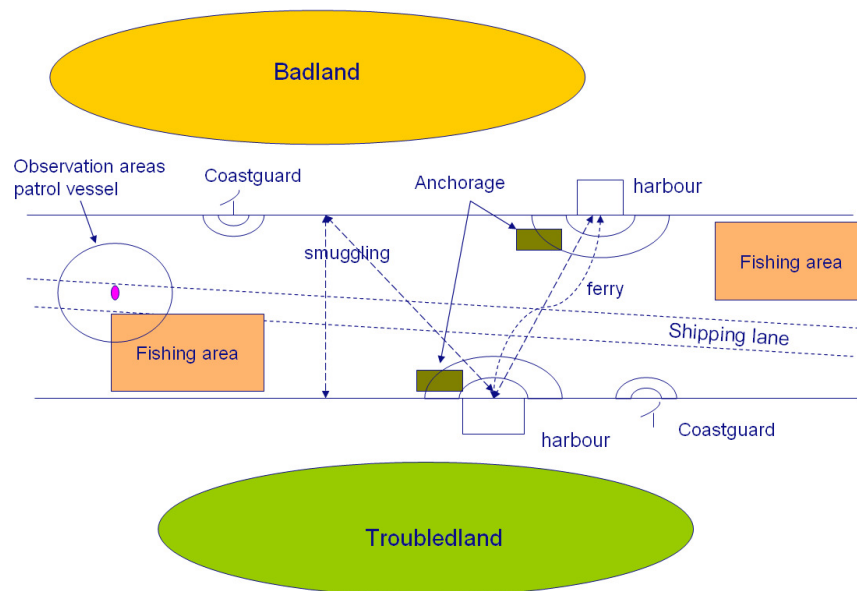 Badland
Observation areas
patrol vessel
Coastguard
Anchorage
harbour
smuggling
Fishing area
ferry
Shipping lane
Fishing area
harbour
Coastguard
Troubledland